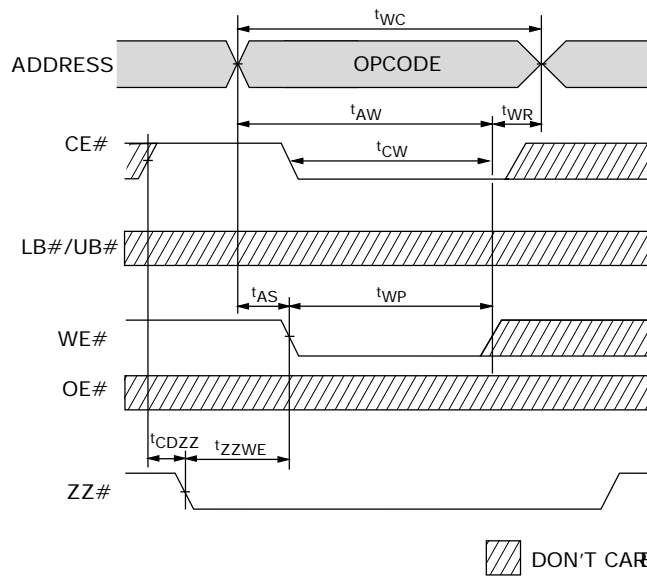 tWC
ADDRESS
OPCODE
tAW
tWR
CE#
tCW
LB#/UB#
tAS
tWP
WE#
OE#
tCDZZ
tZZWE
ZZ#
DON'T CARE